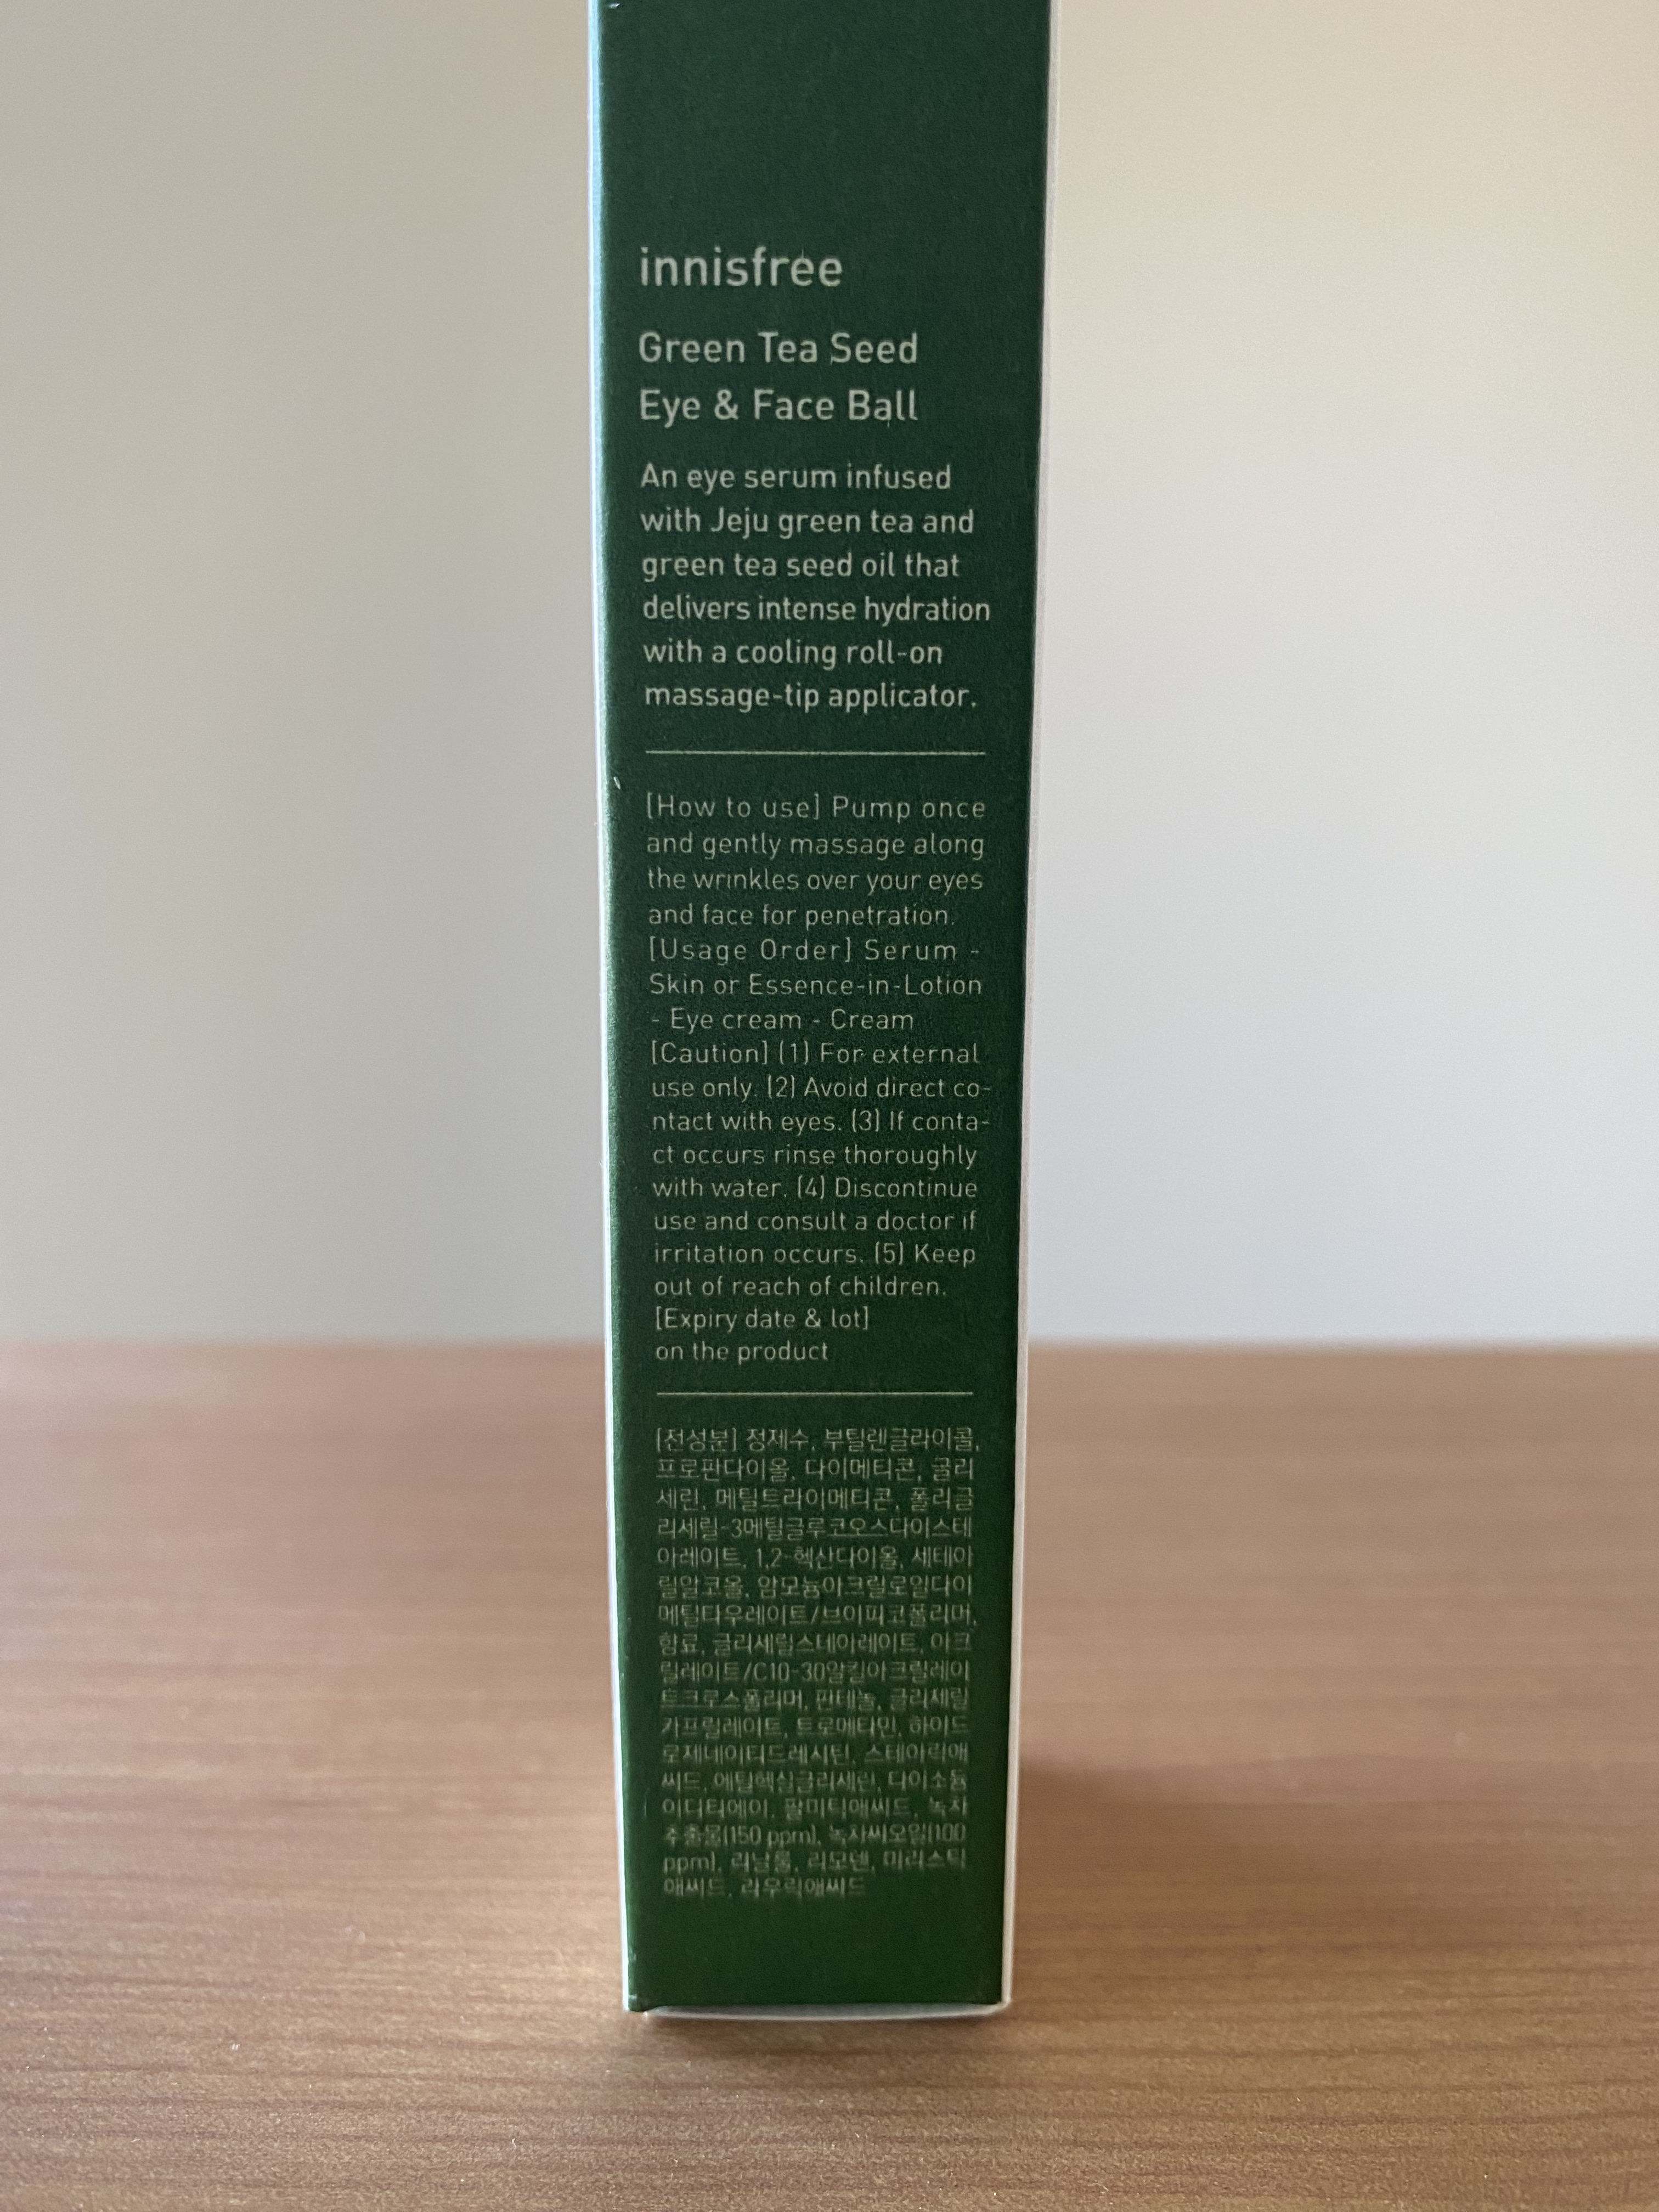 innisfree
Green Tea Seed
Eye & Face Ball
An eye serum infused
with Jeju green tea and
green tea seed oil that
delivers intense hydration
with a cooling roll-on
massage-tip applicator.
[How to use] Pump once
and gently massage along
the wrinkles over your eyes
and face for penetration.
[Usage Order] Serum -
Skin or Essence-in-Lotion
- Eye cream - Cream
[Caution] (1) For external
use only. (2) Avoid direct co-
ntact with eyes. (3) If conta-
ct occurs rinse thoroughly
with water. (4) Discontinue
use and consult a doctor if
irritation occurs. (5) Keep
out of reach of children.
[Expiry date & lot]
on the product
[전성분] 정제수, 부틸렌글라이콜,
프로판다이올, 다이메티콘, 글리
세린, 메틸트라이메티콘, 폴리글
리세릴-3메틸글루코오스다이스테
아레이트, 1,2-헥산다이올, 세테아
릴알코올, 암모늄아크릴로일다이
메틸타우레이트/브이피코폴리머,
향료, 글리세릴스테아레이트, 아크
릴레이트/C10-30알킬아크릴레이
트크로스폴리머, 판테놀, 글리세릴
카프릴레이트, 트로메타민, 하이드
로제네이티드레시틴, 스테아릭애
씨드, 에틸헥실글리세린, 다이소듐
이디티에이, 팔미틱애씨드, 녹차
추출물(150 ppm), 녹차씨오일(100
ppm), 리날룰, 리모넨, 미리스틱
애씨드, 라우릭애씨드